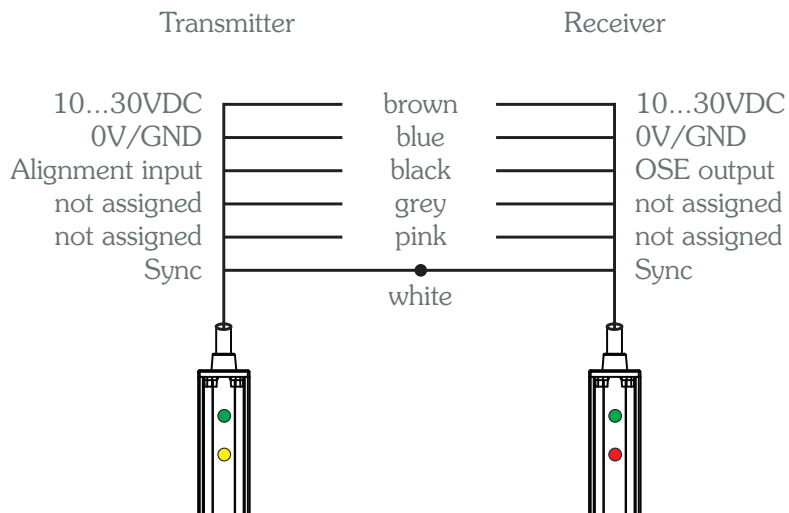 Transmitter Receiver
10...30VDC brown 10...30VDC
0V/GND blue 0V/GND
Alignment input black OSE output
not assigned grey not assigned
not assigned pink not assigned
Sync Sync
white